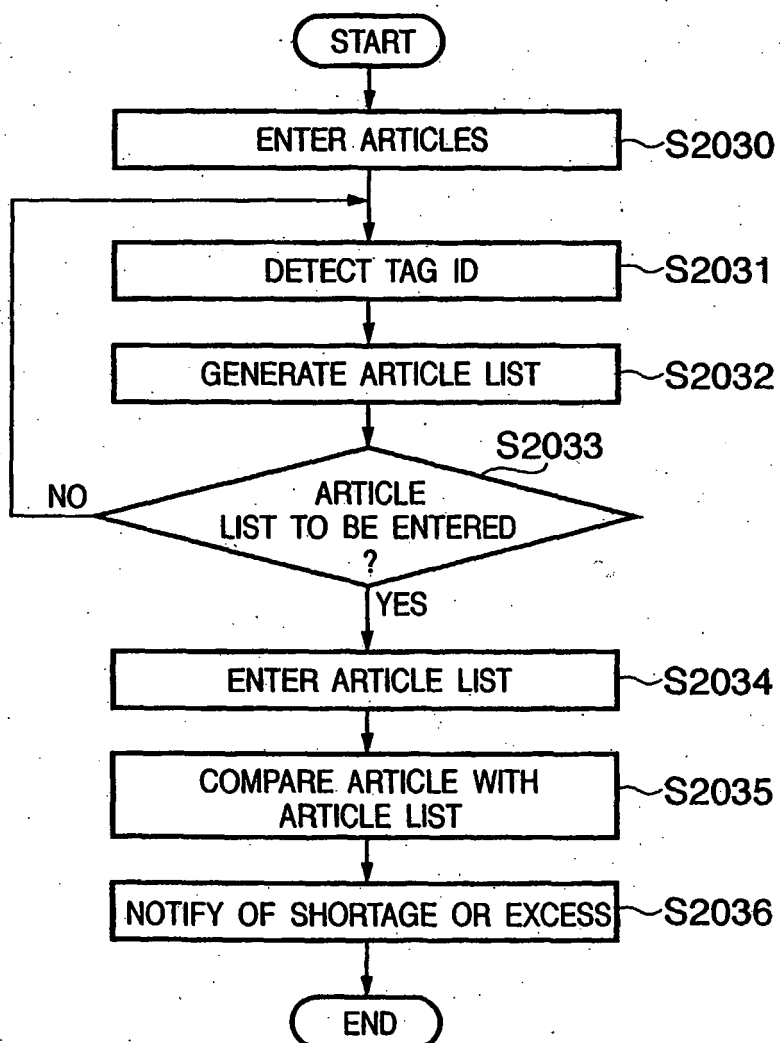 START
ENTER ARTICLES
S2030
DETECT TAG ID
S2031
GENERATE ARTICLE LIST
S2032
S2033
NO
ARTICLE
LIST TO BE ENTERED
?
YES
ENTER ARTICLE LIST
S2034
COMPARE ARTICLE WITH
ARTICLE LIST
S2035
NOTIFY OF SHORTAGE OR EXCESS
S2036
END